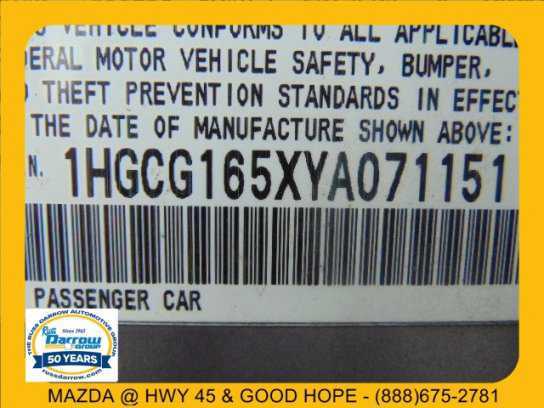 VEHICLE CONFORMS TO ALL APPLICABLE
MOTOR VEHICLE SAFETY, BUMPER,
THEFT PREVENTION STANDARDS IN EFFECT
THE DATE OF MANUFACTURE SHOWN ABOVE:
N. 1HGCG165XYA071151
PASSENGER CAR
THE RUSS DARROW AUTOMOTIVE GROUP
Russ
Since 1965
Darrow
GROUP
50 YEARS
russdarrow.com
MAZDA @ HWY 45 & GOOD HOPE - (888)675-2781